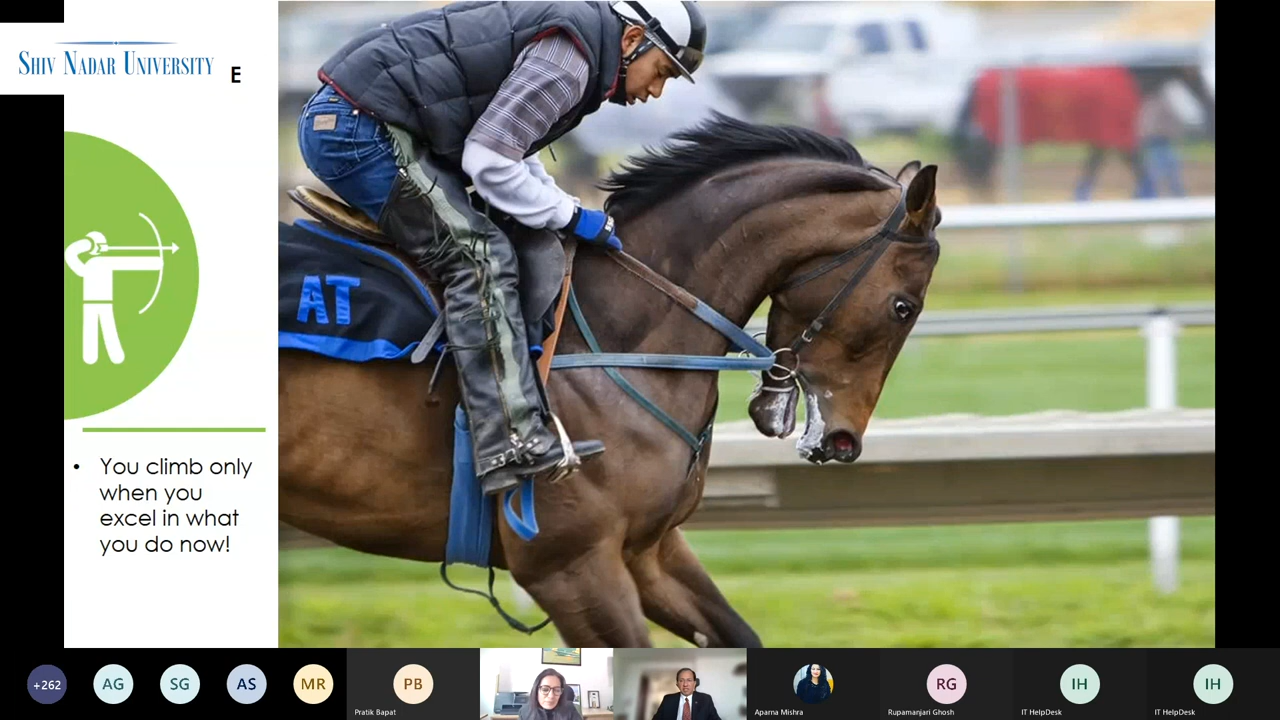 SHIV NADAR UNIVERSITY
E
AT
• You climb only
when you
excel in what
you do now!
+262
AG
SG
AS
MR
PB
Pratik Bapat
Aparna Mishra
RG
Rupamanjari Ghosh
IH
IT HelpDesk
IH
IT HelpDesk